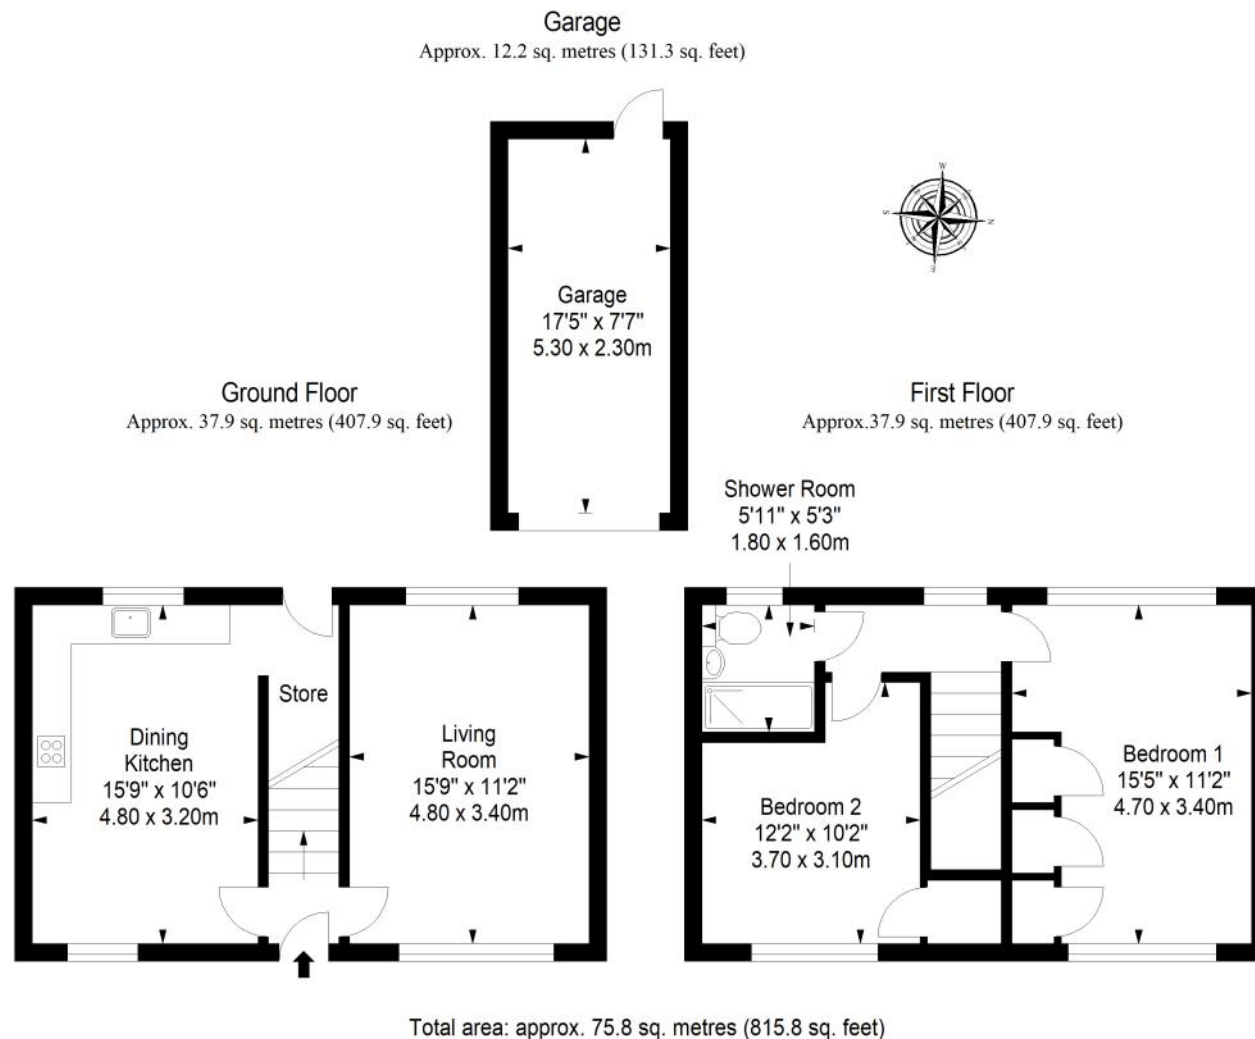 Garage
Approx. 12.2 sq. metres (131.3 sq. feet)
W
S
N
E
Garage
17'5" x 7'7"
5.30 x 2.30m
Ground Floor
Approx. 37.9 sq. metres (407.9 sq. feet)
First Floor
Approx.37.9 sq. metres (407.9 sq. feet)
Shower Room
5'11" x 5'3"
1.80 x 1.60m
Store
Dining
Kitchen
15'9" x 10'6"
4.80 x 3.20m
Living
Room
15'9" x 11'2"
4.80 x 3.40m
Bedroom 2
12'2" x 10'2"
3.70 x 3.10m
Bedroom 1
15'5" x 11'2"
4.70 x 3.40m
Total area: approx. 75.8 sq. metres (815.8 sq. feet)